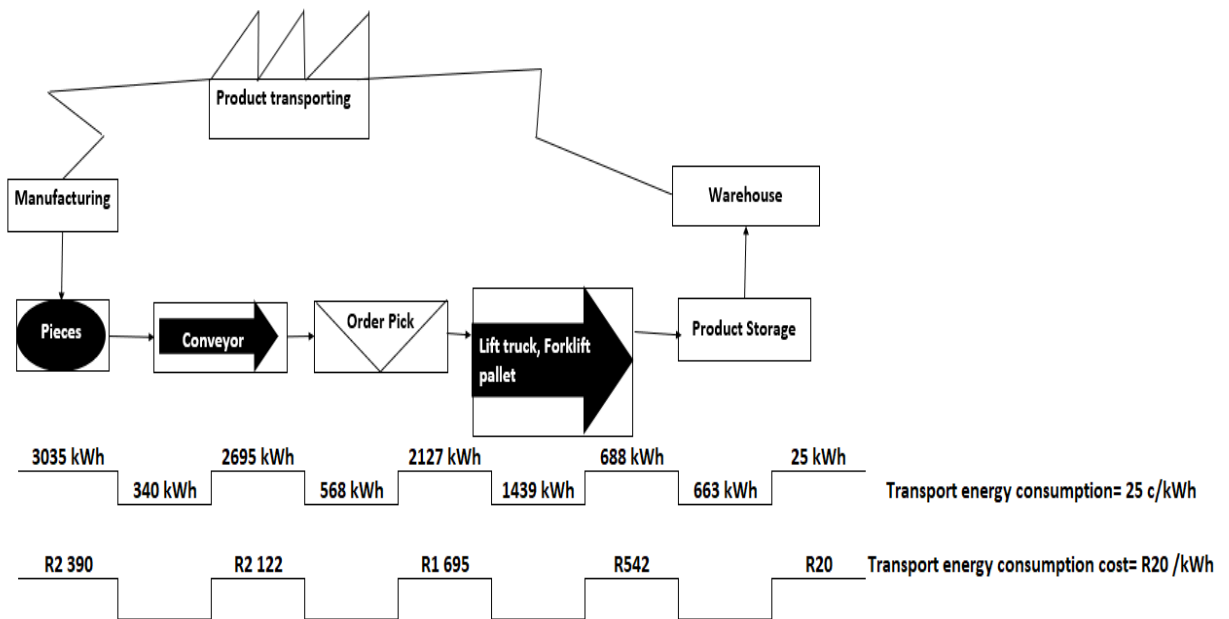 Product transporting
Manufacturing
Warehouse
Pieces
Conveyor
Order Pick
Lift truck, Forklift
pallet
Product Storage
3035 kWh
2695 kWh
2127 kWh
688 kWh
25 kWh
340 kWh
568 kWh
1439 kWh
663 kWh
Transport energy consumption= 25 c/kWh
R2 390
R2 122
R1 695
R542
R20
Transport energy consumption cost= R20 /kWh